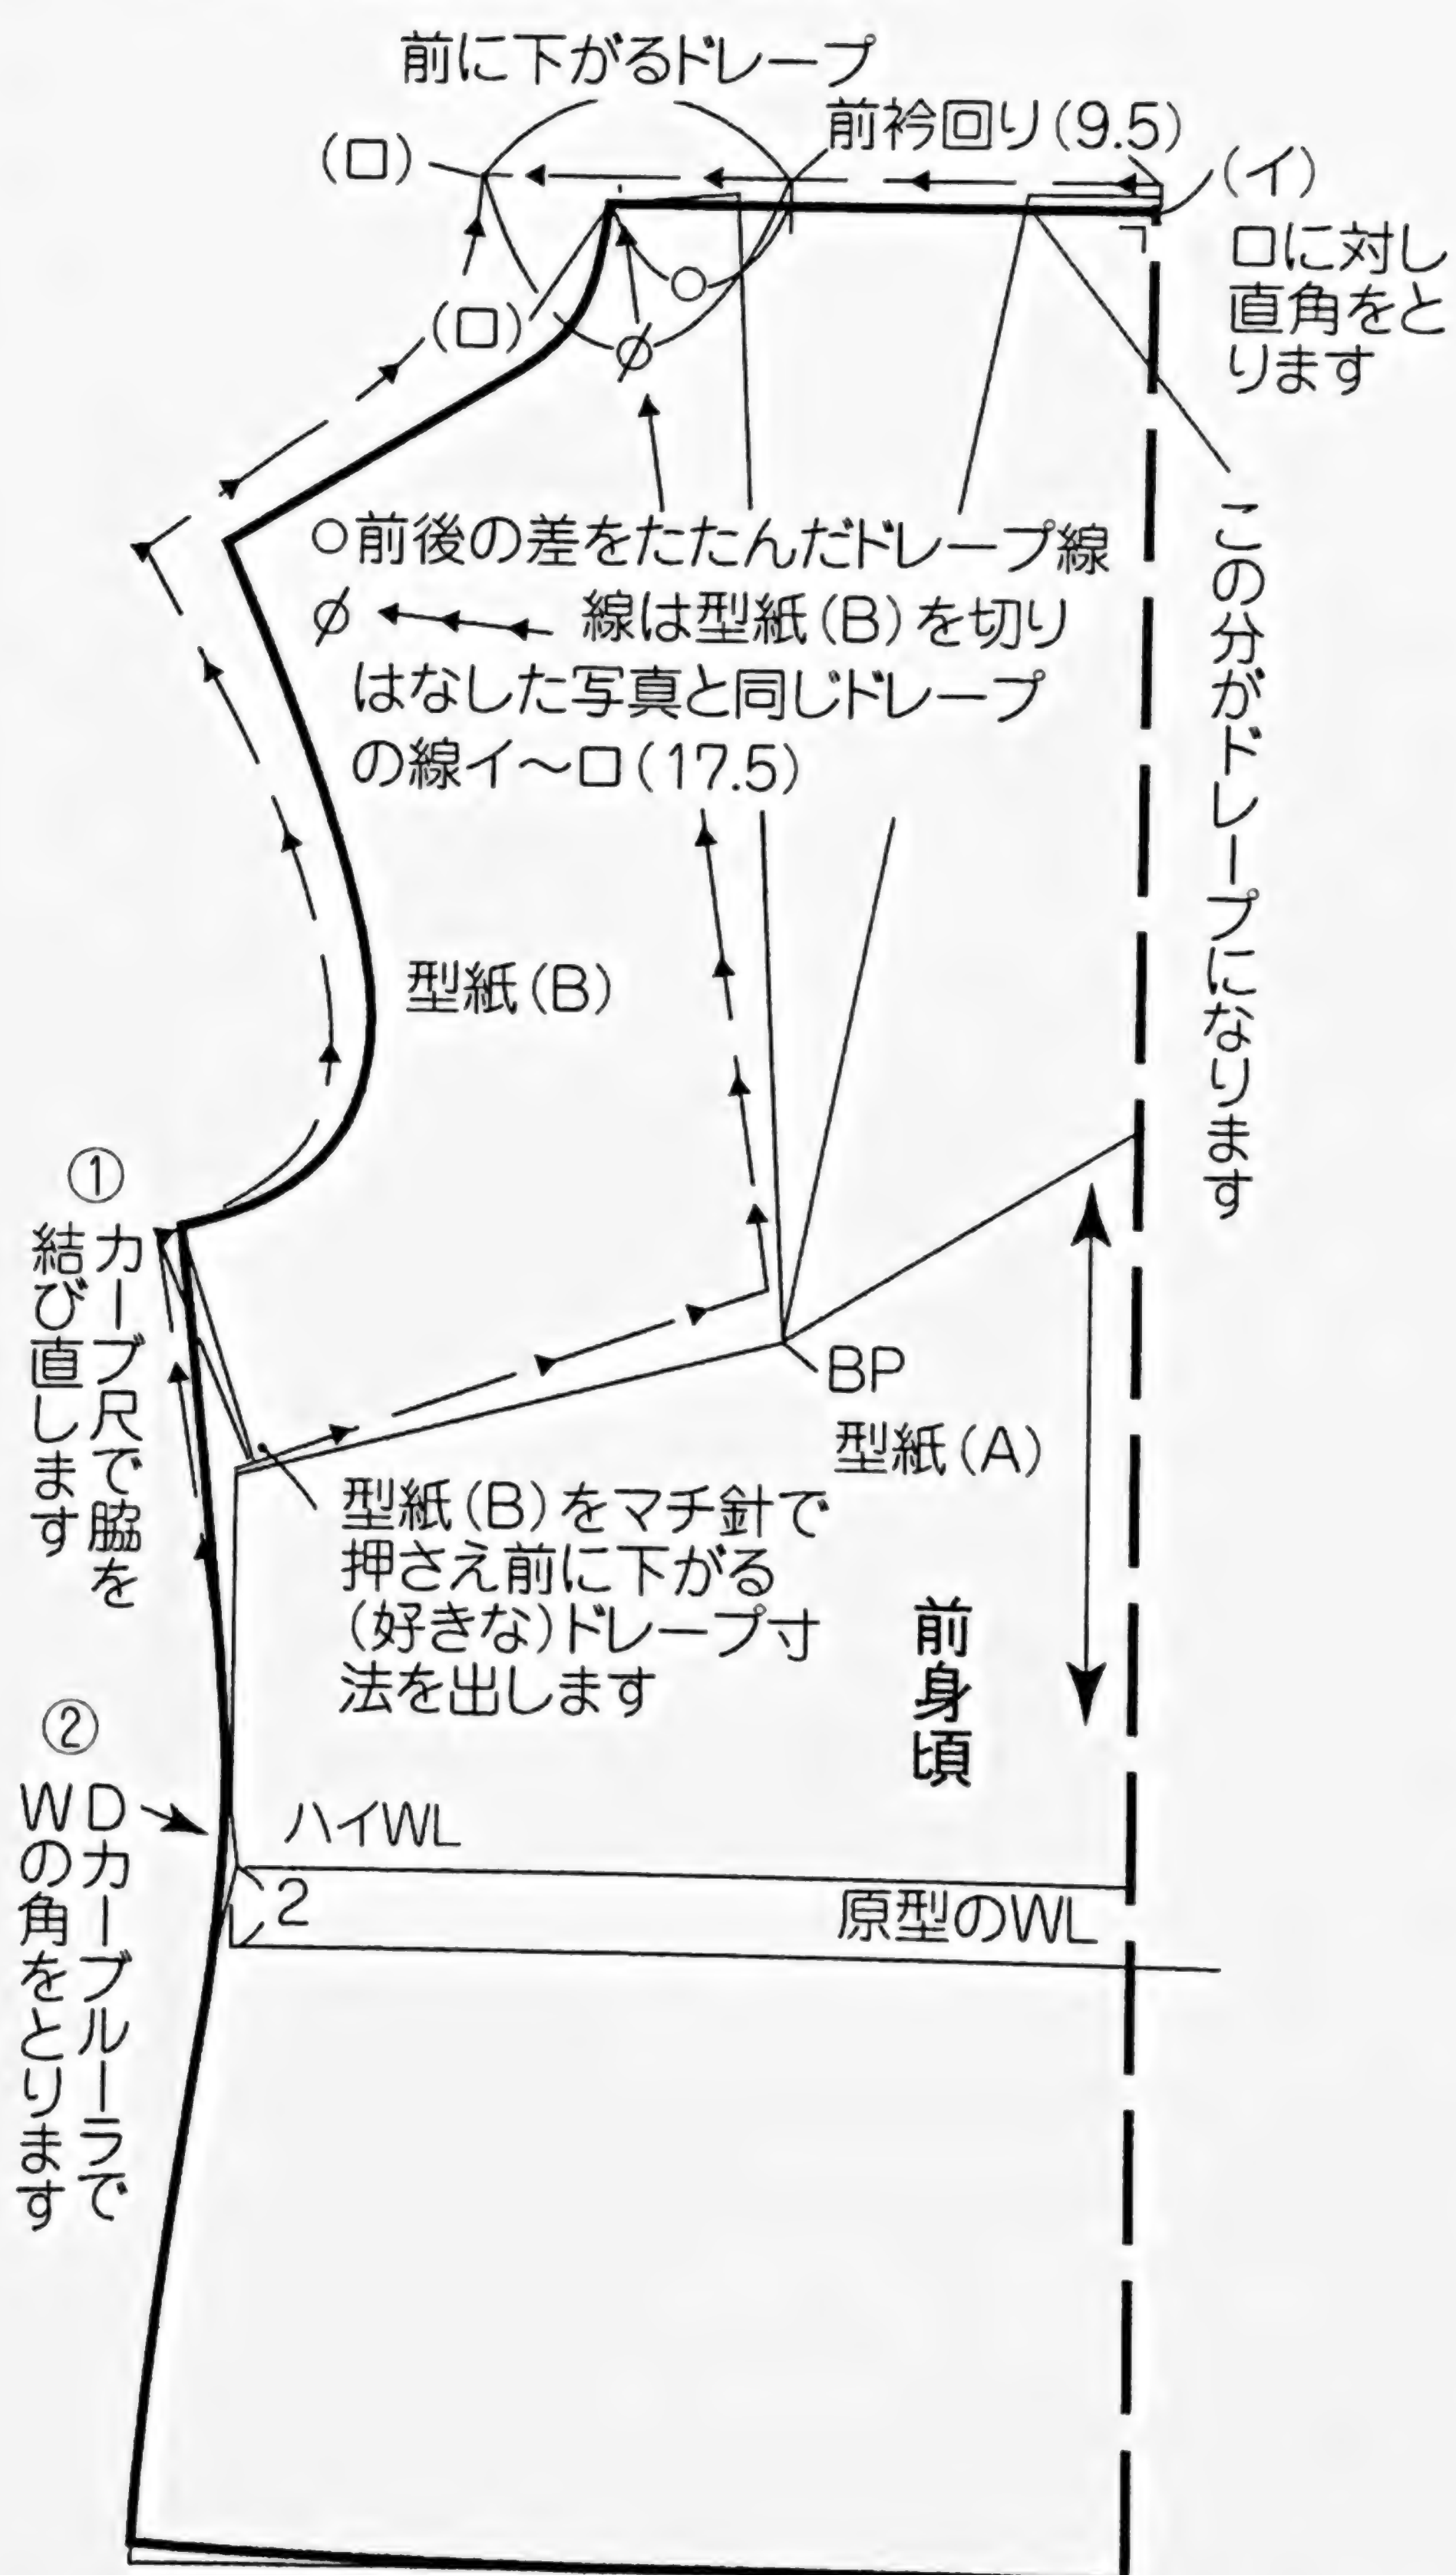 前に下がるドレープ
前衿回り(9.5)
(ロ)
(イ)
ロに対し
直角をと
ります
(ロ)
○
φ
この分がドレープになります
○前後の差をたたんだドレープ線
φ 線は型紙(B)を切り
はなした写真と同じドレープ
の線イ〜ロ(17.5)
型紙(B)
①
カーブ尺で脇を
結び直します
BP
型紙(A)
型紙(B)をマチ針で
押さえ前に下がる
(好きな)ドレープ寸
法を出します
前身頃
②
Dカーブルーラで
Wの角をとります
ハイWL
2
原型のWL